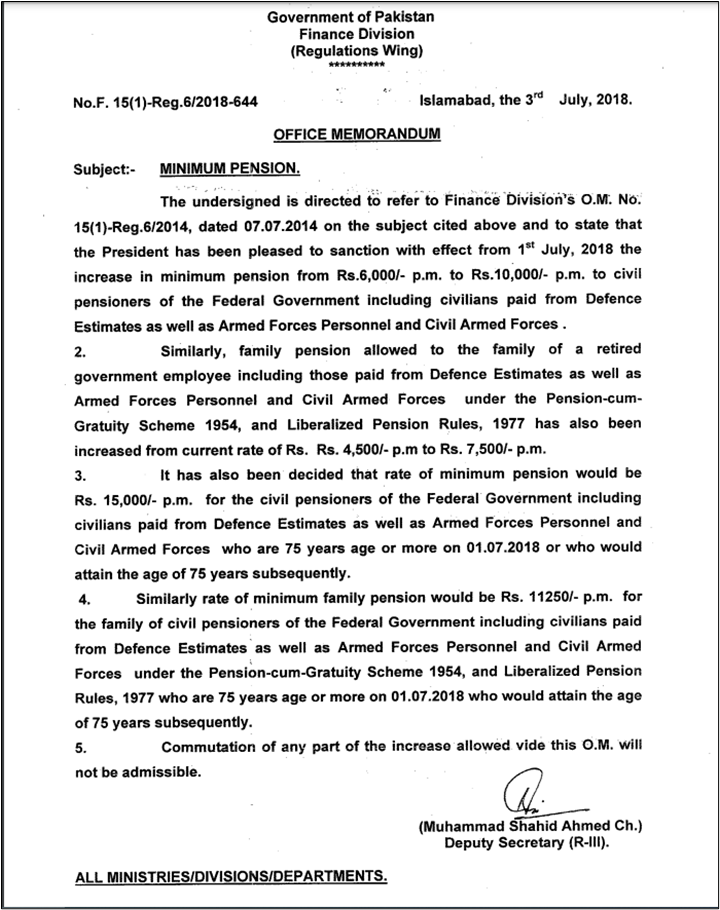 Government of Pakistan
Finance Division
(Regulations Wing)
**********
No.F. 15(1)-Reg.6/2018-644 Islamabad, the 3rd July, 2018.
OFFICE MEMORANDUM
Subject:- MINIMUM PENSION.
The undersigned is directed to refer to Finance Division's O.M. No.
15(1)-Reg.6/2014, dated 07.07.2014 on the subject cited above and to state that
the President has been pleased to sanction with effect from 1st July, 2018 the
increase in minimum pension from Rs.6,000/- p.m. to Rs.10,000/- p.m. to civil
pensioners of the Federal Government including civilians paid from Defence
Estimates as well as Armed Forces Personnel and Civil Armed Forces .
2. Similarly, family pension allowed to the family of a retired
government employee including those paid from Defence Estimates as well as
Armed Forces Personnel and Civil Armed Forces under the Pension-cum-
Gratuity Scheme 1954, and Liberalized Pension Rules, 1977 has also been
increased from current rate of Rs. Rs. 4,500/- p.m to Rs. 7,500/- p.m.
3. It has also been decided that rate of minimum pension would be
Rs. 15,000/- p.m. for the civil pensioners of the Federal Government including
civilians paid from Defence Estimates as well as Armed Forces Personnel and
Civil Armed Forces who are 75 years age or more on 01.07.2018 or who would
attain the age of 75 years subsequently.
4. Similarly rate of minimum family pension would be Rs. 11250/- p.m. for
the family of civil pensioners of the Federal Government including civilians paid
from Defence Estimates as well as Armed Forces Personnel and Civil Armed
Forces under the Pension-cum-Gratuity Scheme 1954, and Liberalized Pension
Rules, 1977 who are 75 years age or more on 01.07.2018 who would attain the age
of 75 years subsequently.
5. Commutation of any part of the increase allowed vide this O.M. will
not be admissible.
(Muhammad Shahid Ahmed Ch.)
Deputy Secretary (R-III).
ALL MINISTRIES/DIVISIONS/DEPARTMENTS.